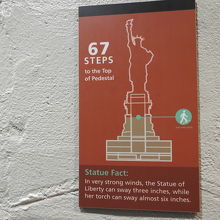 67
STEPS
to the Top
of Pedestal
Statue Fact:
In very strong winds, the Statue of
Liberty can sway three inches, while
her torch can sway almost six inches.